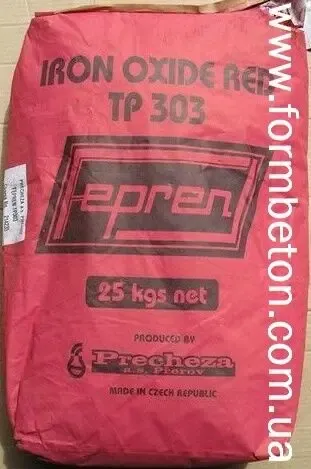 IRON OXIDE RED
TP 303
Fepren
25 kgs net
PRODUCED BY
Precheza
a.s. Přerov
MADE IN CZECH REPUBLIC
www.formbeton.com.ua